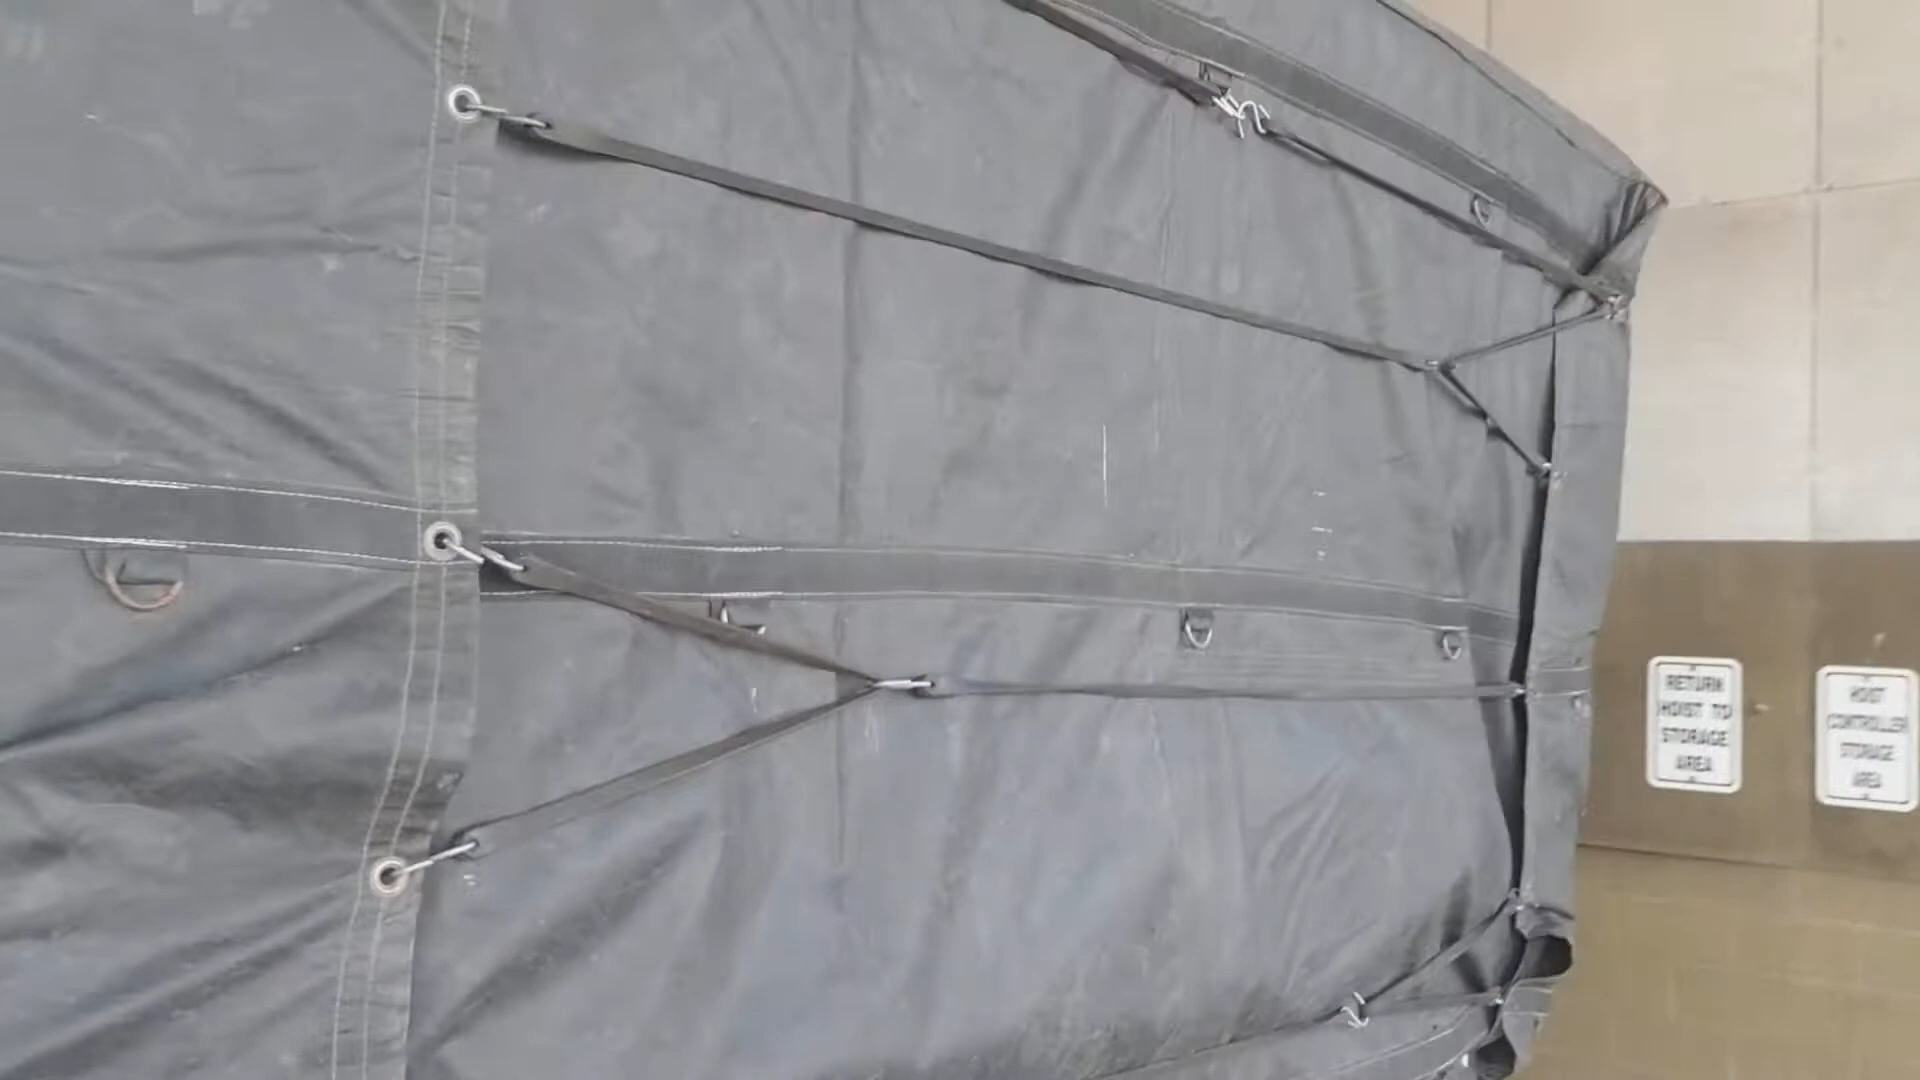 RETURN
HOIST TO
STORAGE
AREA
HOIST
CONTROLLER
STORAGE
AREA